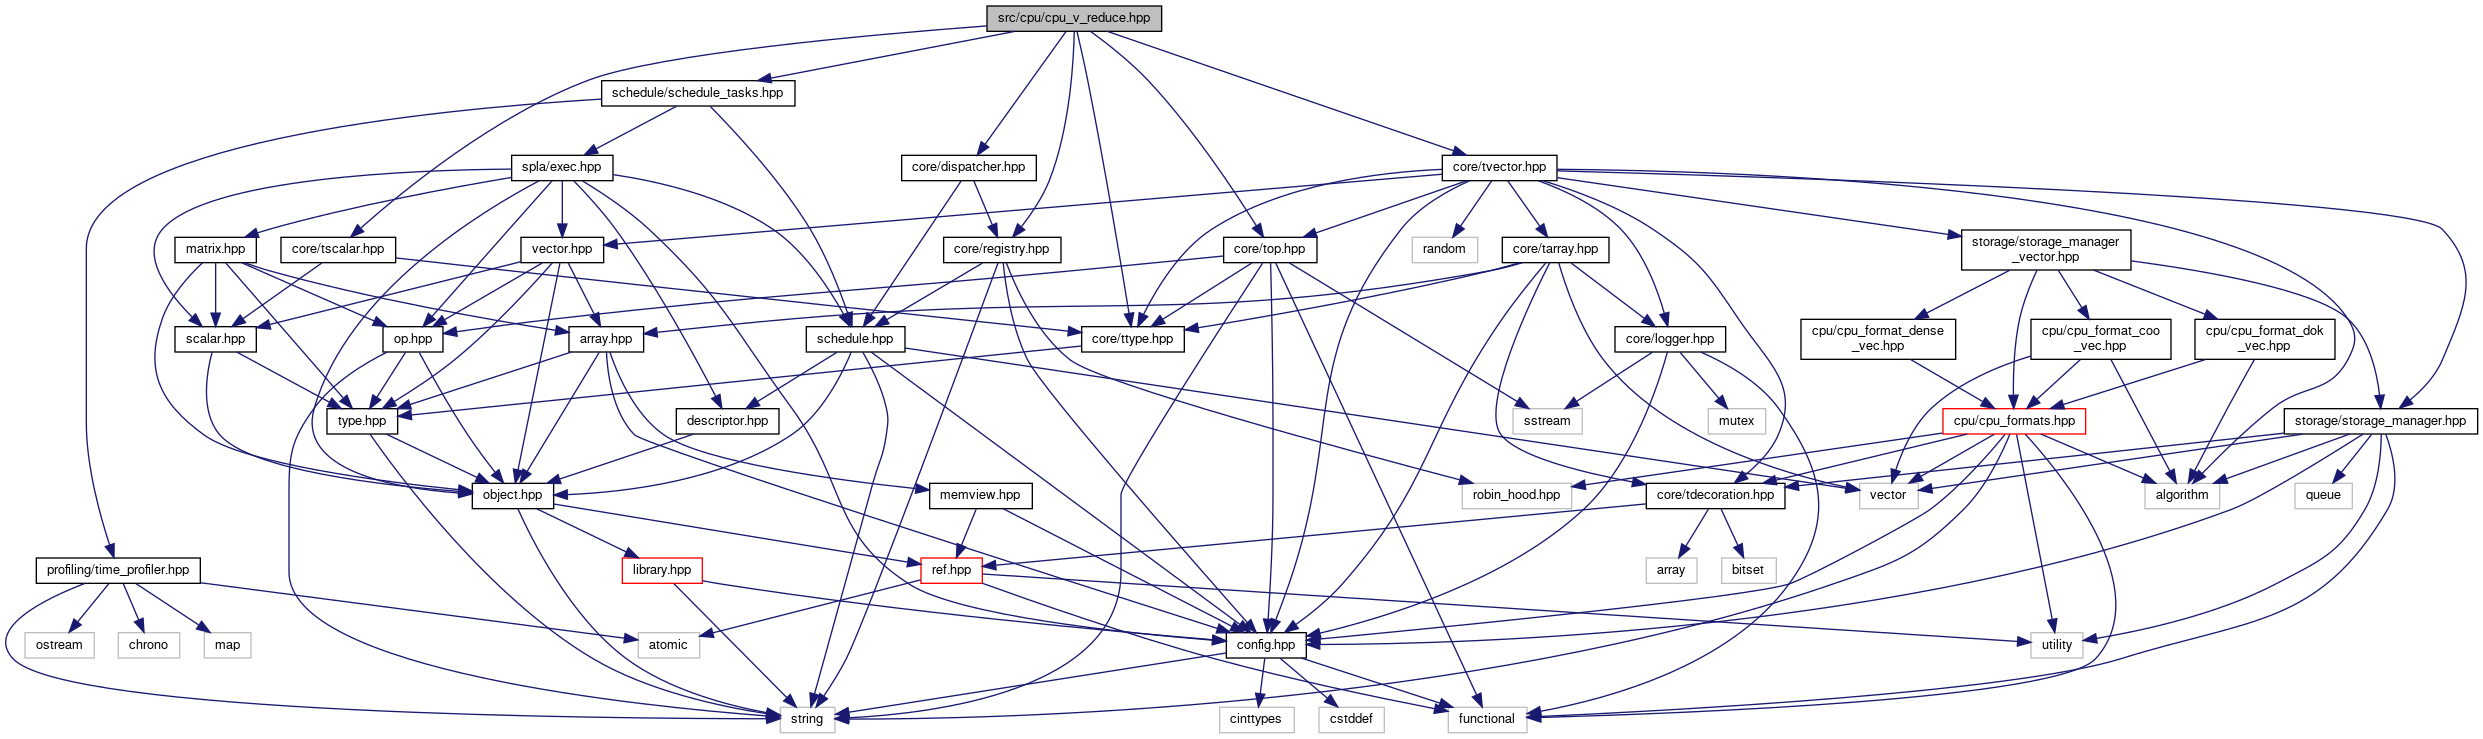 src/cpu/cpu_v_reduce.hpp
schedule/schedule_tasks.hpp
spla/exec.hpp
core/dispatcher.hpp
core/tvector.hpp
matrix.hpp
core/tscalar.hpp
vector.hpp
core/registry.hpp
core/top.hpp
random
core/tarray.hpp
storage/storage_manager
_vector.hpp
scalar.hpp
op.hpp
array.hpp
schedule.hpp
core/ttype.hpp
core/logger.hpp
cpu/cpu_format_dense
_vec.hpp
cpu/cpu_format_coo
_vec.hpp
cpu/cpu_format_dok
_vec.hpp
type.hpp
descriptor.hpp
sstream
mutex
cpu/cpu_formats.hpp
storage/storage_manager.hpp
object.hpp
memview.hpp
robin_hood.hpp
core/tdecoration.hpp
vector
algorithm
queue
profiling/time_profiler.hpp
library.hpp
ref.hpp
array
bitset
ostream
chrono
map
atomic
config.hpp
utility
string
cinttypes
cstddef
functional